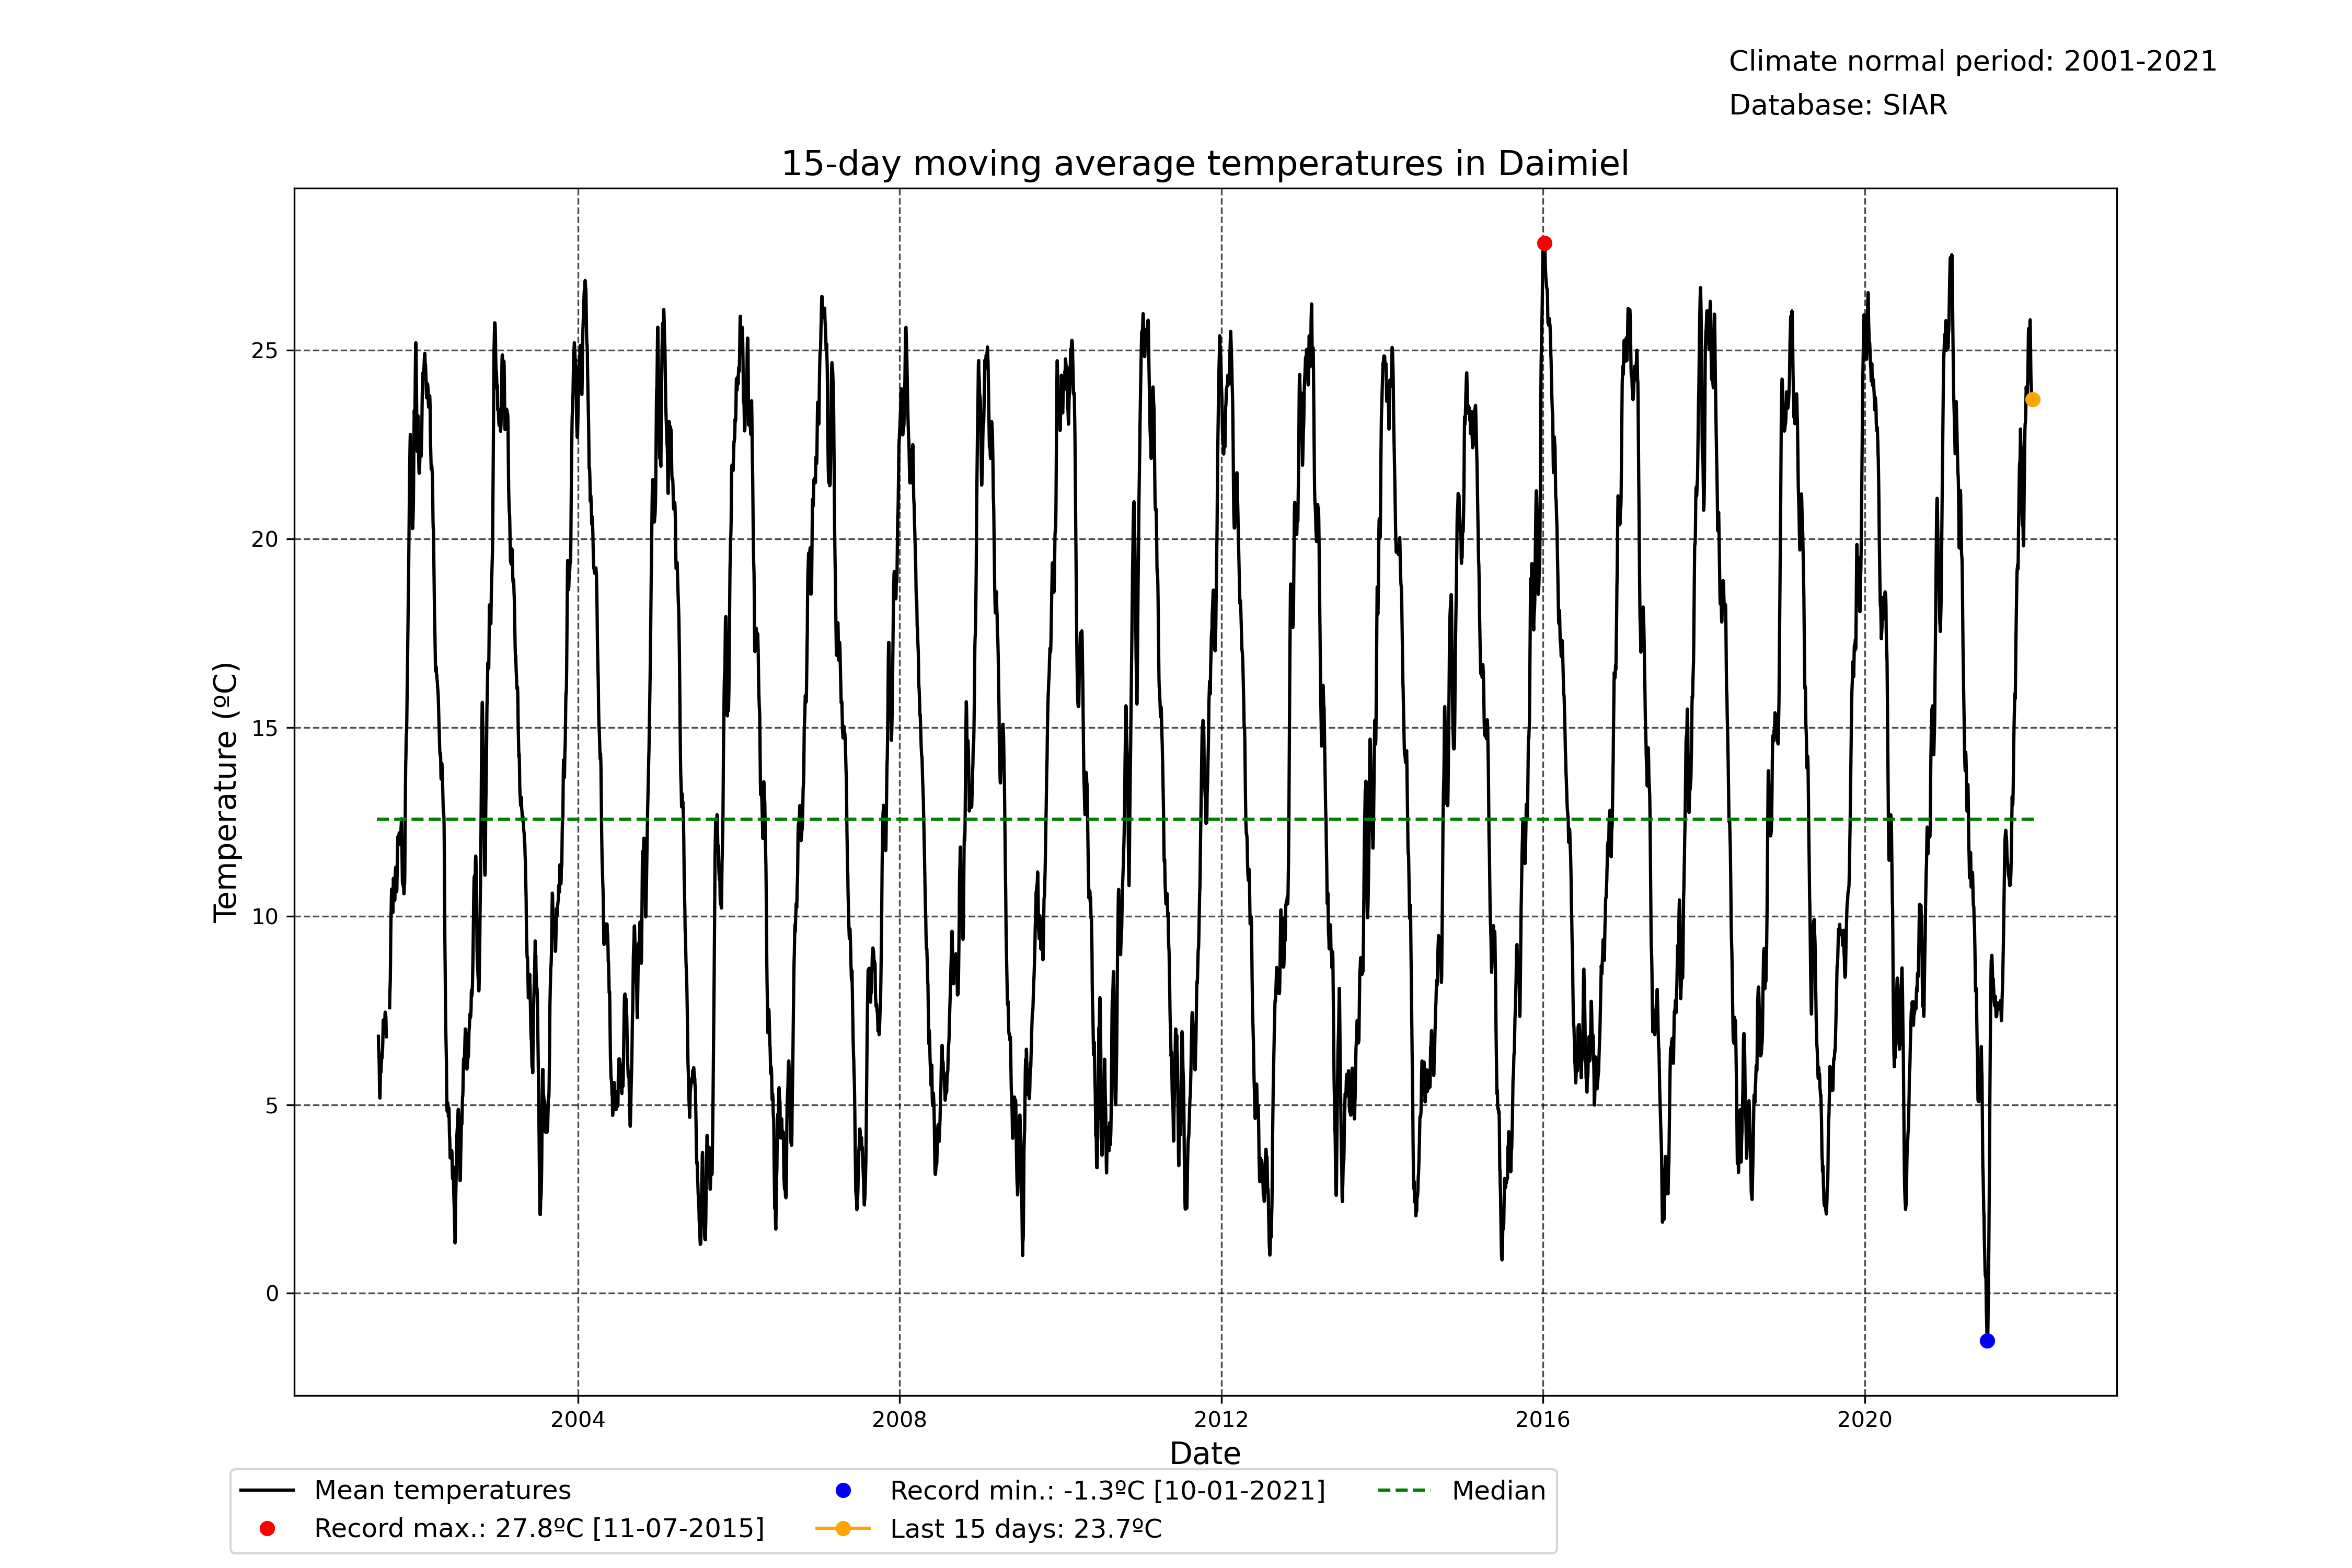 Climate normal period: 2001-2021
Database: SIAR
15-day moving average temperatures in Daimiel
25
20
15
10
5
0
Temperature (ºC)
2004 2008 2012 2016 2020
Date
Mean temperatures
Record max.: 27.8ºC [11-07-2015]
Record min.: -1.3ºC [10-01-2021]
Last 15 days: 23.7ºC
Median